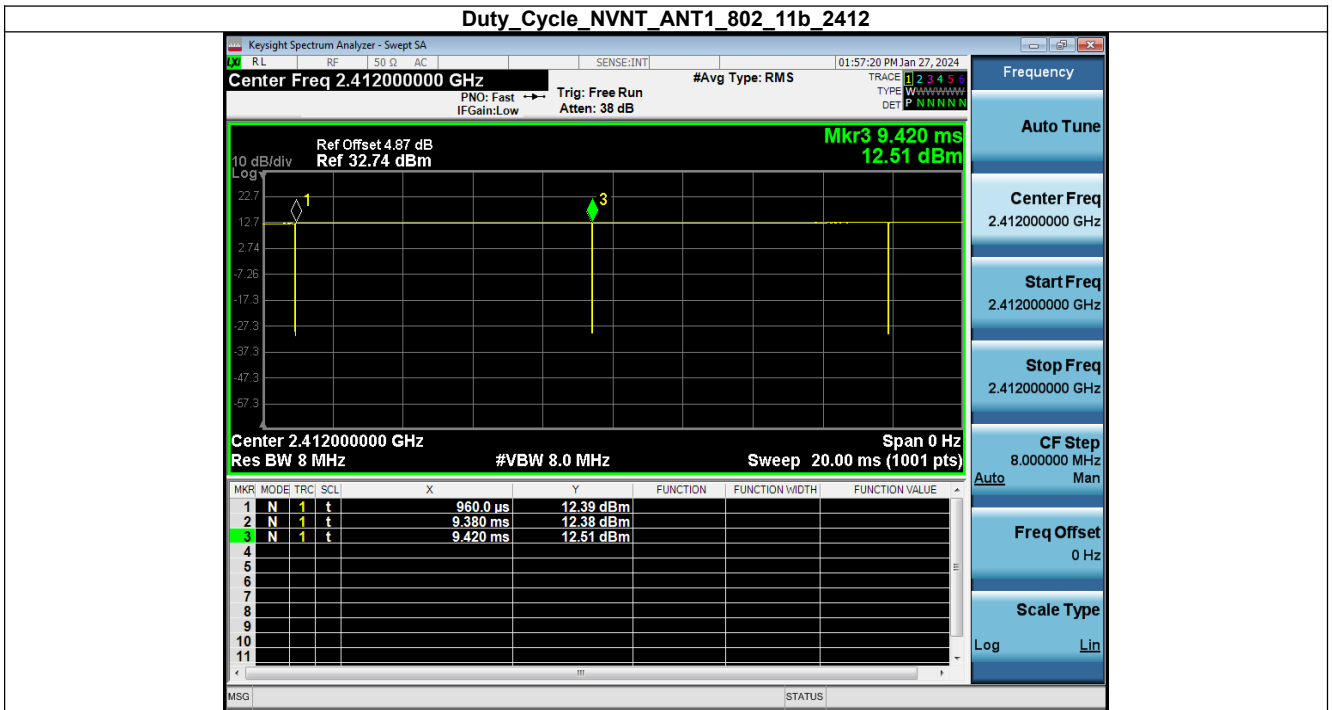 Duty_Cycle_NVNT_ANT1_802_11b_2412
Keysight Spectrum Analyzer - Swept SA
LXI RL RF 50 Ω AC SENSE:INT 01:57:20 PM Jan 27, 2024
Center Freq 2.412000000 GHz #Avg Type: RMS TRACE 1 2 3 4 5 6
PNO: Fast Trig: Free Run TYPE WWWWWW
IFGain:Low Atten: 38 dB DET P N N N N N
Mkr3 9.420 ms
12.51 dBm
Ref Offset 4.87 dB
10 dB/div Ref 32.74 dBm
Log
22.7
12.7
2.74
-7.26
-17.3
-27.3
-37.3
-47.3
-57.3
1
3
Center 2.412000000 GHz Span 0 Hz
Res BW 8 MHz #VBW 8.0 MHz Sweep 20.00 ms (1001 pts)
MKR MODE TRC SCL X Y FUNCTION FUNCTION WIDTH FUNCTION VALUE
1 N 1 t 960.0 µs 12.39 dBm
2 N 1 t 9.380 ms 12.38 dBm
3 N 1 t 9.420 ms 12.51 dBm
4
5
6
7
8
9
10
11
MSG STATUS
Frequency
Auto Tune
Center Freq
2.412000000 GHz
Start Freq
2.412000000 GHz
Stop Freq
2.412000000 GHz
CF Step
8.000000 MHz
Auto Man
Freq Offset
0 Hz
Scale Type
Log Lin